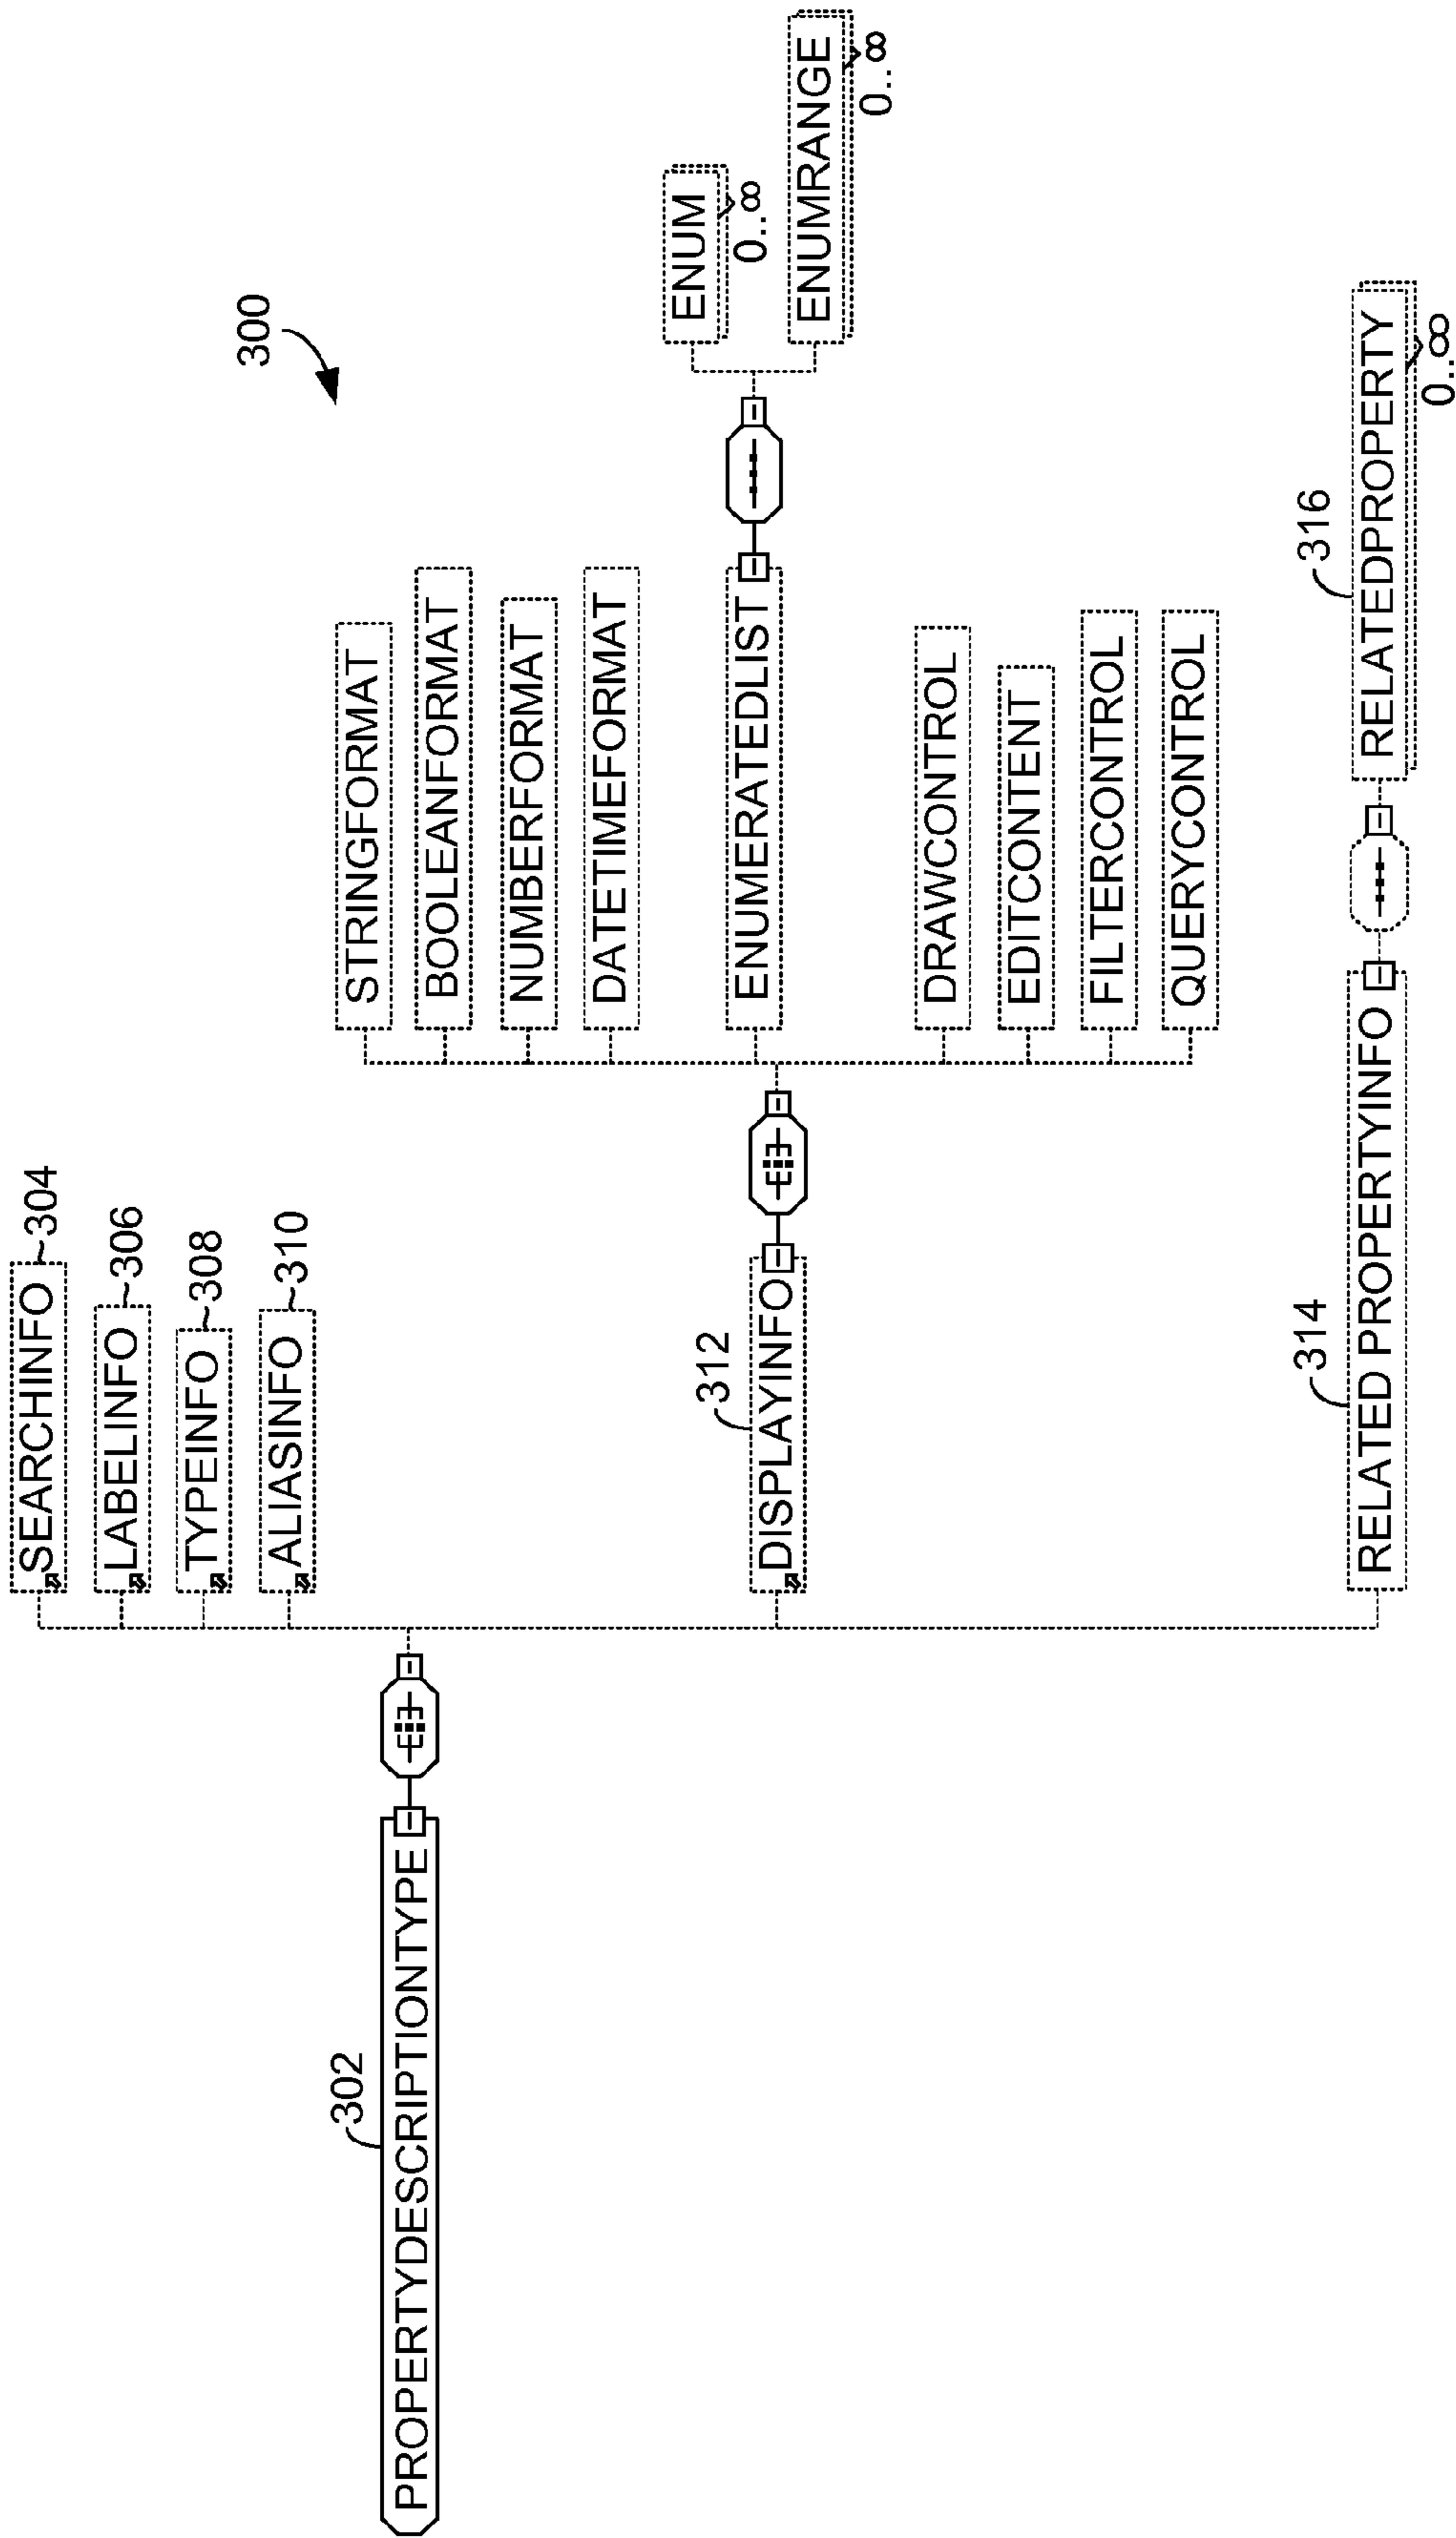 300
302
PROPERTYDESCRIPTIONTYPE
SEARCHINFO ~304
LABELINFO ~306
TYPEINFO ~308
ALIASINFO ~310
312
DISPLAYINFO
STRINGFORMAT
BOOLEANFORMAT
NUMBERFORMAT
DATETIMEFORMAT
ENUMERATEDLIST
ENUM
0..∞
ENUMRANGE
0..∞
DRAWCONTROL
EDITCONTENT
FILTERCONTROL
QUERYCONTROL
314
RELATED PROPERTYINFO
316
RELATEDPROPERTY
0..∞